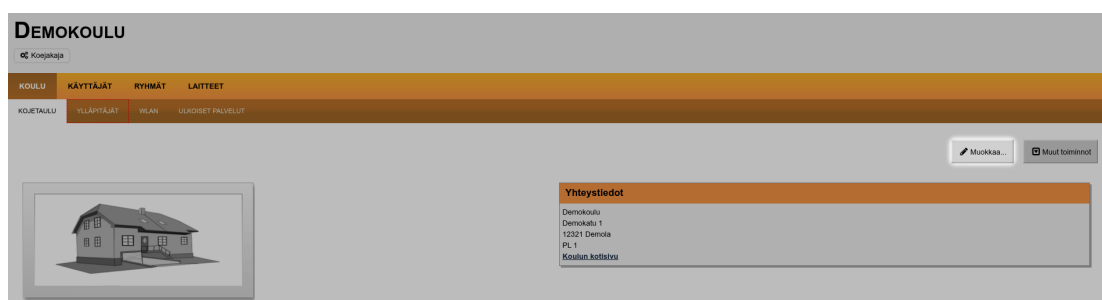 DEMOKOULU
Koejakaja
KOULU KÄYTTÄJÄT RYHMÄT LAITTEET
KOJETAULU YLLÄPITÄJÄT WLAN ULKOISET PALVELUT
Muokkaa... Muut toiminnot
Yhteystiedot
Demokoulu
Demokatu 1
12321 Demola
PL 1
Koulun kotisivu